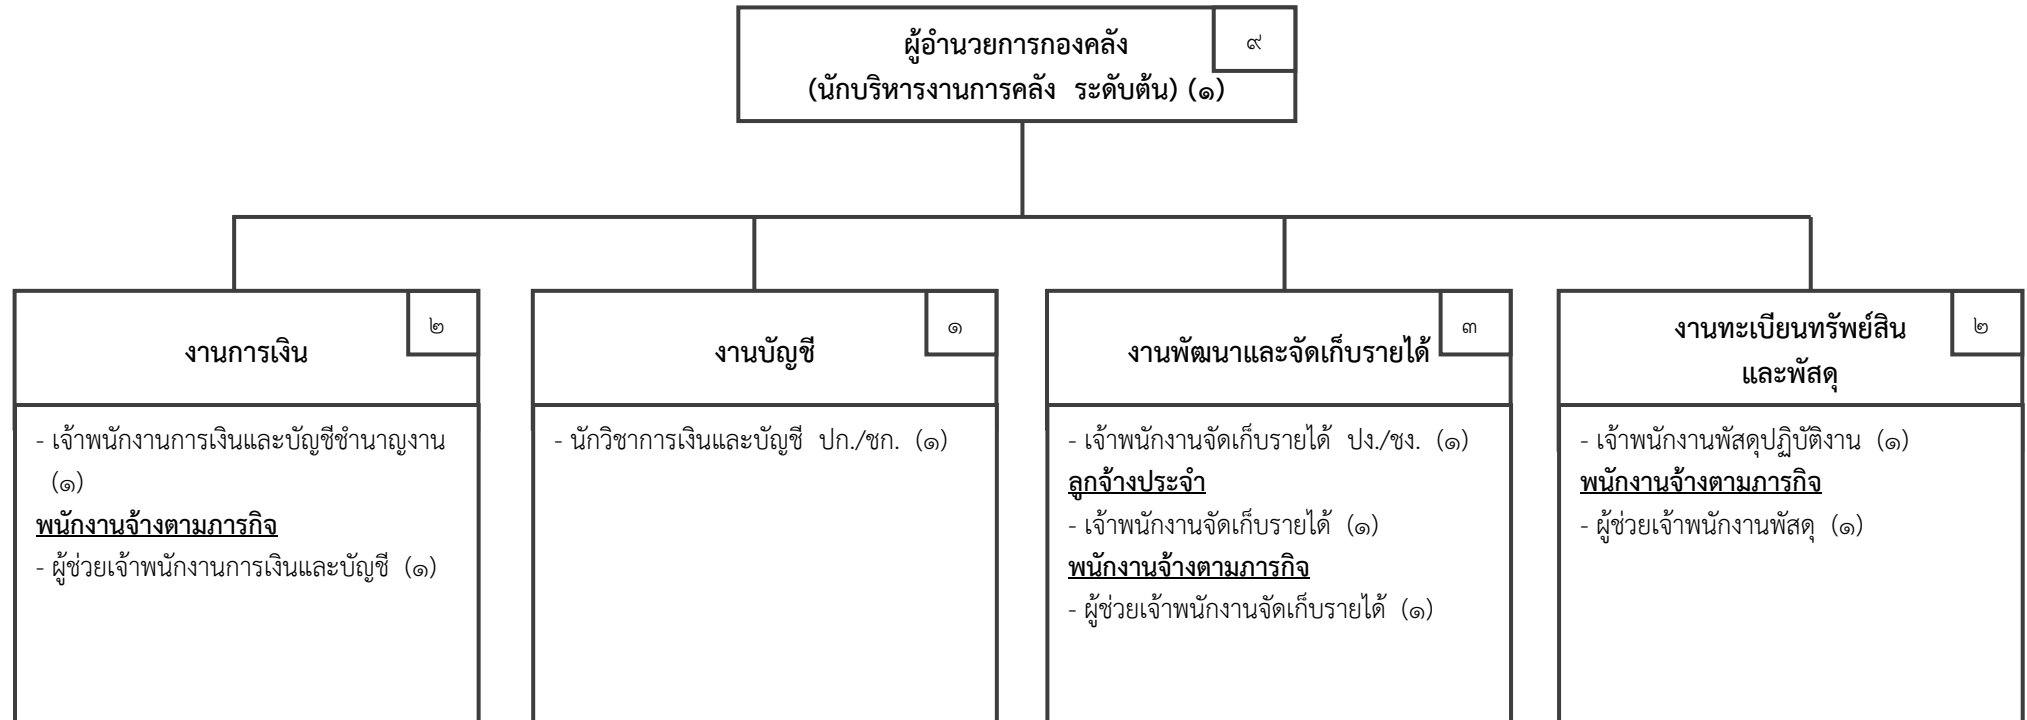 ผู้อำนวยการกองคลัง
๙
(นักบริหารงานการคลัง ระดับต้น) (๑)
งานการเงิน
๒
- เจ้าพนักงานการเงินและบัญชีชำนาญงาน
(๑)
พนักงานจ้างตามภารกิจ
- ผู้ช่วยเจ้าพนักงานการเงินและบัญชี (๑)
งานบัญชี
๑
- นักวิชาการเงินและบัญชี ปก./ชก. (๑)
งานพัฒนาและจัดเก็บรายได้
๓
- เจ้าพนักงานจัดเก็บรายได้ ปง./ชง. (๑)
ลูกจ้างประจำ
- เจ้าพนักงานจัดเก็บรายได้ (๑)
พนักงานจ้างตามภารกิจ
- ผู้ช่วยเจ้าพนักงานจัดเก็บรายได้ (๑)
งานทะเบียนทรัพย์สิน
และพัสดุ
๒
- เจ้าพนักงานพัสดุปฏิบัติงาน (๑)
พนักงานจ้างตามภารกิจ
- ผู้ช่วยเจ้าพนักงานพัสดุ (๑)